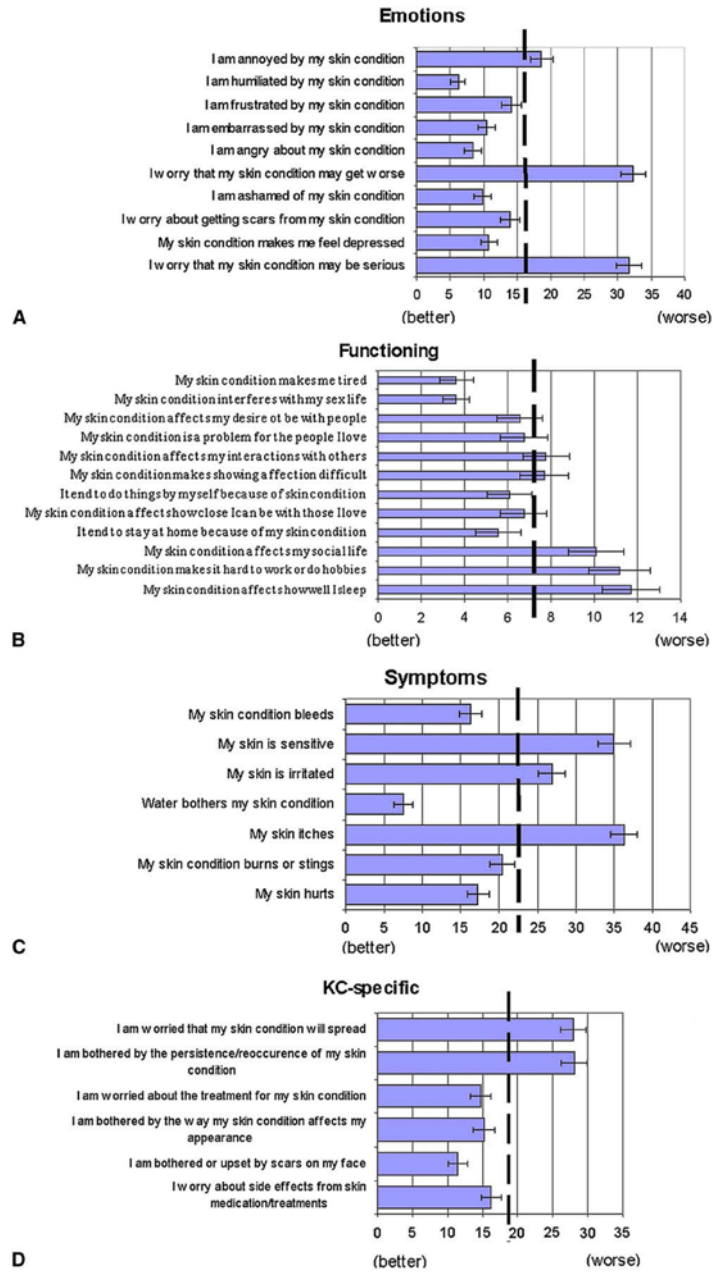 Emotions
I am annoyed by my skin condition
I am humiliated by my skin condition
I am frustrated by my skin condition
I am embarrassed by my skin condition
I am angry about my skin condition
I worry that my skin condition may get worse
I am ashamed of my skin condition
I worry about getting scars from my skin condition
My skin condition makes me feel depressed
I worry that my skin condition may be serious
0 5 10 15 20 25 30 35 40
A (better) (worse)
Functioning
My skin condition makes me tired
My skin condition interferes with my sex life
My skin condition affects my desire ot be with people
My skin condition is a problem for the people I love
My skin condition affects my interactions with others
My skin condition makes showing affection difficult
I tend to do things by myself because of skin condition
My skin condition affect show close I can be with those I love
I tend to stay at home because of my skin condition
My skin condition affects my social life
My skin condition makes it hard to work or do hobbies
My skin condition affects how well I sleep
0 2 4 6 8 10 12 14
B (better) (worse)
Symptoms
My skin condition bleeds
My skin is sensitive
My skin is irritated
Water bothers my skin condition
My skin itches
My skin condition burns or stings
My skin hurts
0 5 10 15 20 25 30 35 40 45
C (better) (worse)
KC-specific
I am worried that my skin condition will spread
I am bothered by the persistence/reoccurence of my skin
condition
I am worried about the treatment for my skin condition
I am bothered by the way my skin condition affects my
appearance
I am bothered or upset by scars on my face
I worry about side effects from skin
medication/treatments
0 5 10 15 20 25 30 35
D (better) (worse)